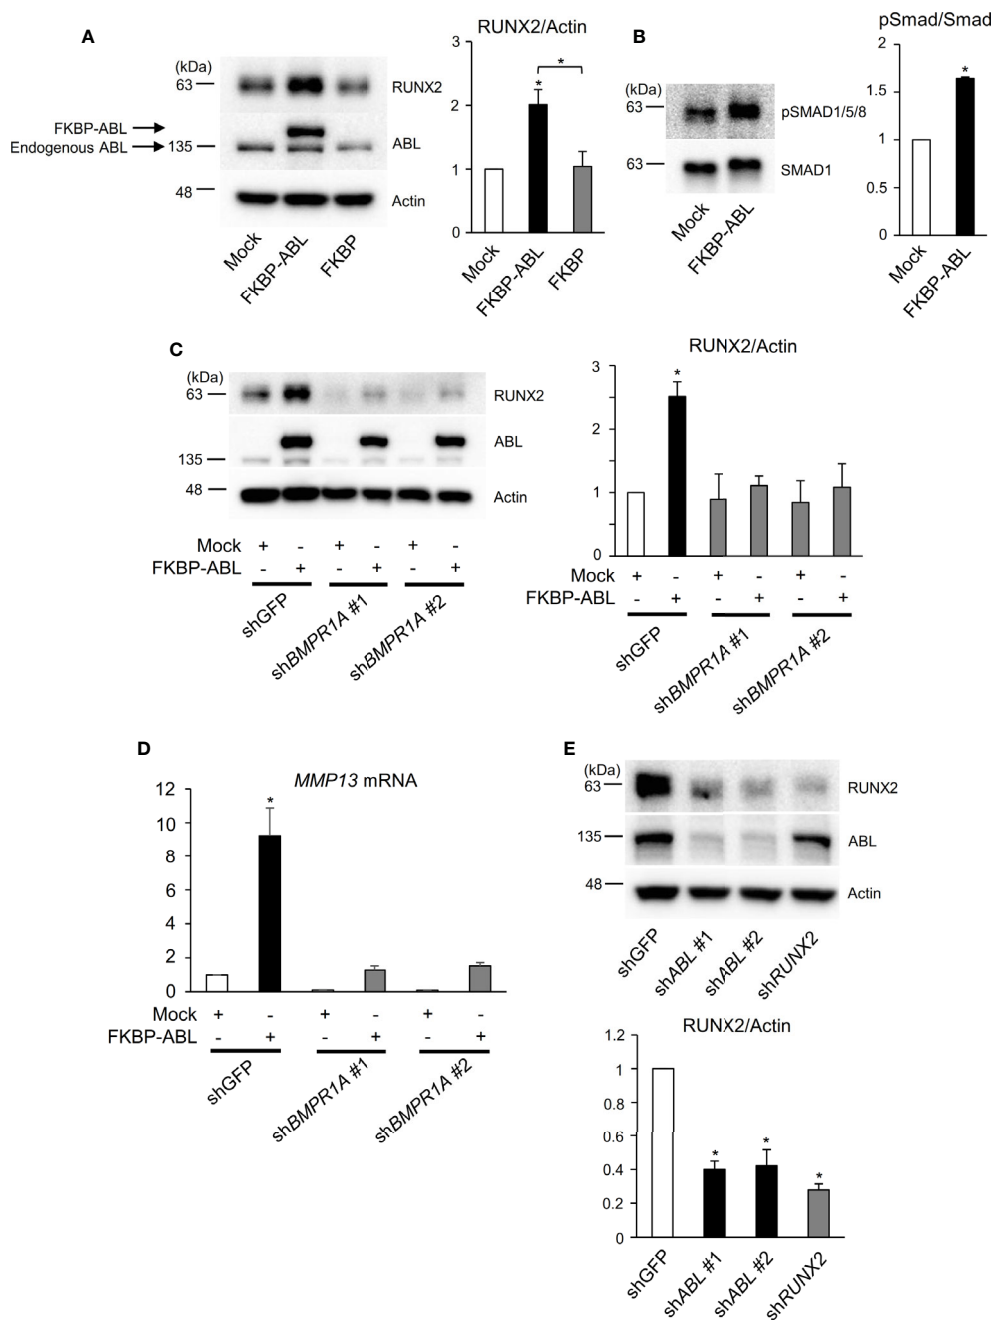 A
(kDa)
63
RUNX2
FKBP-ABL
Endogenous ABL
135
ABL
48
Actin
Mock
FKBP-ABL
FKBP
RUNX2/Actin
3
2
1
0
*
*
Mock
FKBP-ABL
FKBP
B
(kDa)
63
pSMAD1/5/8
63
SMAD1
Mock
FKBP-ABL
pSmad/Smad
2
1.5
1
0.5
0
*
Mock
FKBP-ABL
C
(kDa)
63
RUNX2
ABL
135
48
Actin
Mock + - + - + -
FKBP-ABL - + - + - +
shGFP
shBMPR1A #1
shBMPR1A #2
RUNX2/Actin
3
2
1
0
*
Mock + - + - + -
FKBP-ABL - + - + - +
shGFP
shBMPR1A #1
shBMPR1A #2
D
MMP13 mRNA
12
10
8
6
4
2
0
*
Mock + - + - + -
FKBP-ABL - + - + - +
shGFP
shBMPR1A #1
shBMPR1A #2
E
(kDa)
63
RUNX2
135
ABL
48
Actin
shGFP
shABL #1
shABL #2
shRUNX2
RUNX2/Actin
1.2
1.0
0.6
0.4
0.2
0
*
*
*
shGFP
shABL #1
shABL #2
shRUNX2